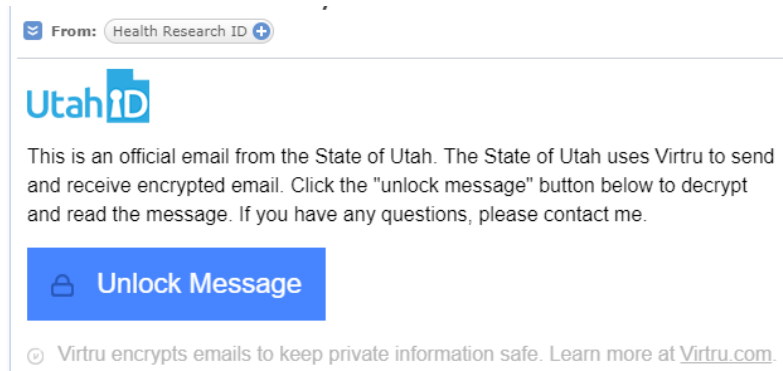 From: Health Research ID
Utah ID
This is an official email from the State of Utah. The State of Utah uses Virtru to send
and receive encrypted email. Click the "unlock message" button below to decrypt
and read the message. If you have any questions, please contact me.
Unlock Message
Virtru encrypts emails to keep private information safe. Learn more at Virtru.com.